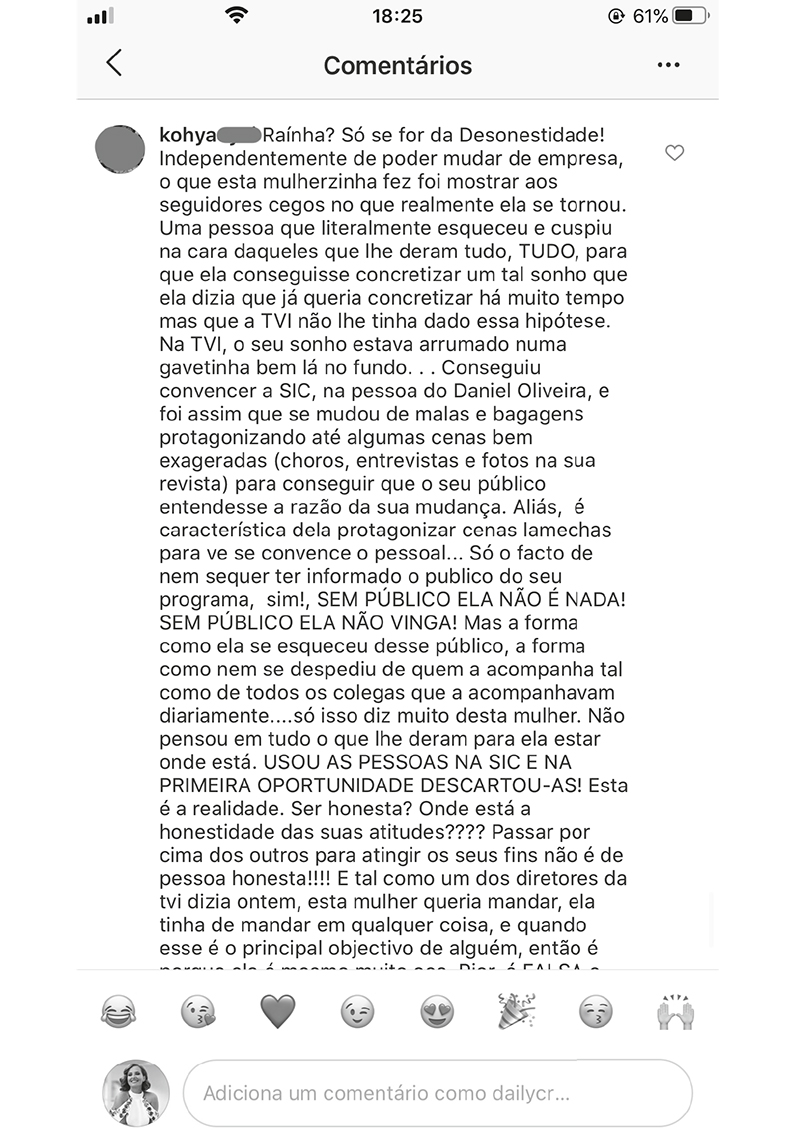 18:25
61%
Comentários
kohya Raínha? Só se for da Desonestidade!
Independentemente de poder mudar de empresa,
o que esta mulherzinha fez foi mostrar aos
seguidores cegos no que realmente ela se tornou.
Uma pessoa que literalmente esqueceu e cuspiu
na cara daqueles que lhe deram tudo, TUDO, para
que ela conseguisse concretizar um tal sonho que
ela dizia que já queria concretizar há muito tempo
mas que a TVI não lhe tinha dado essa hipótese.
Na TVI, o seu sonho estava arrumado numa
gavetinha bem lá no fundo. . . Conseguiu
convencer a SIC, na pessoa do Daniel Oliveira, e
foi assim que se mudou de malas e bagagens
protagonizando até algumas cenas bem
exageradas (choros, entrevistas e fotos na sua
revista) para conseguir que o seu público
entendesse a razão da sua mudança. Aliás,  é
característica dela protagonizar cenas lamechas
para ve se convence o pessoal... Só o facto de
nem sequer ter informado o publico do seu
programa,  sim!, SEM PÚBLICO ELA NÃO É NADA!
SEM PÚBLICO ELA NÃO VINGA! Mas a forma
como ela se esqueceu desse público, a forma
como nem se despediu de quem a acompanha tal
como de todos os colegas que a acompanhavam
diariamente....só isso diz muito desta mulher. Não
pensou em tudo o que lhe deram para ela estar
onde está. USOU AS PESSOAS NA SIC E NA
PRIMEIRA OPORTUNIDADE DESCARTOU-AS! Esta
é a realidade. Ser honesta? Onde está a
honestidade das suas atitudes???? Passar por
cima dos outros para atingir os seus fins não é de
pessoa honesta!!!! E tal como um dos diretores da
tvi dizia ontem, esta mulher queria mandar, ela
tinha de mandar em qualquer coisa, e quando
esse é o principal objectivo de alguém, então é
Adiciona um comentário como dailycr...